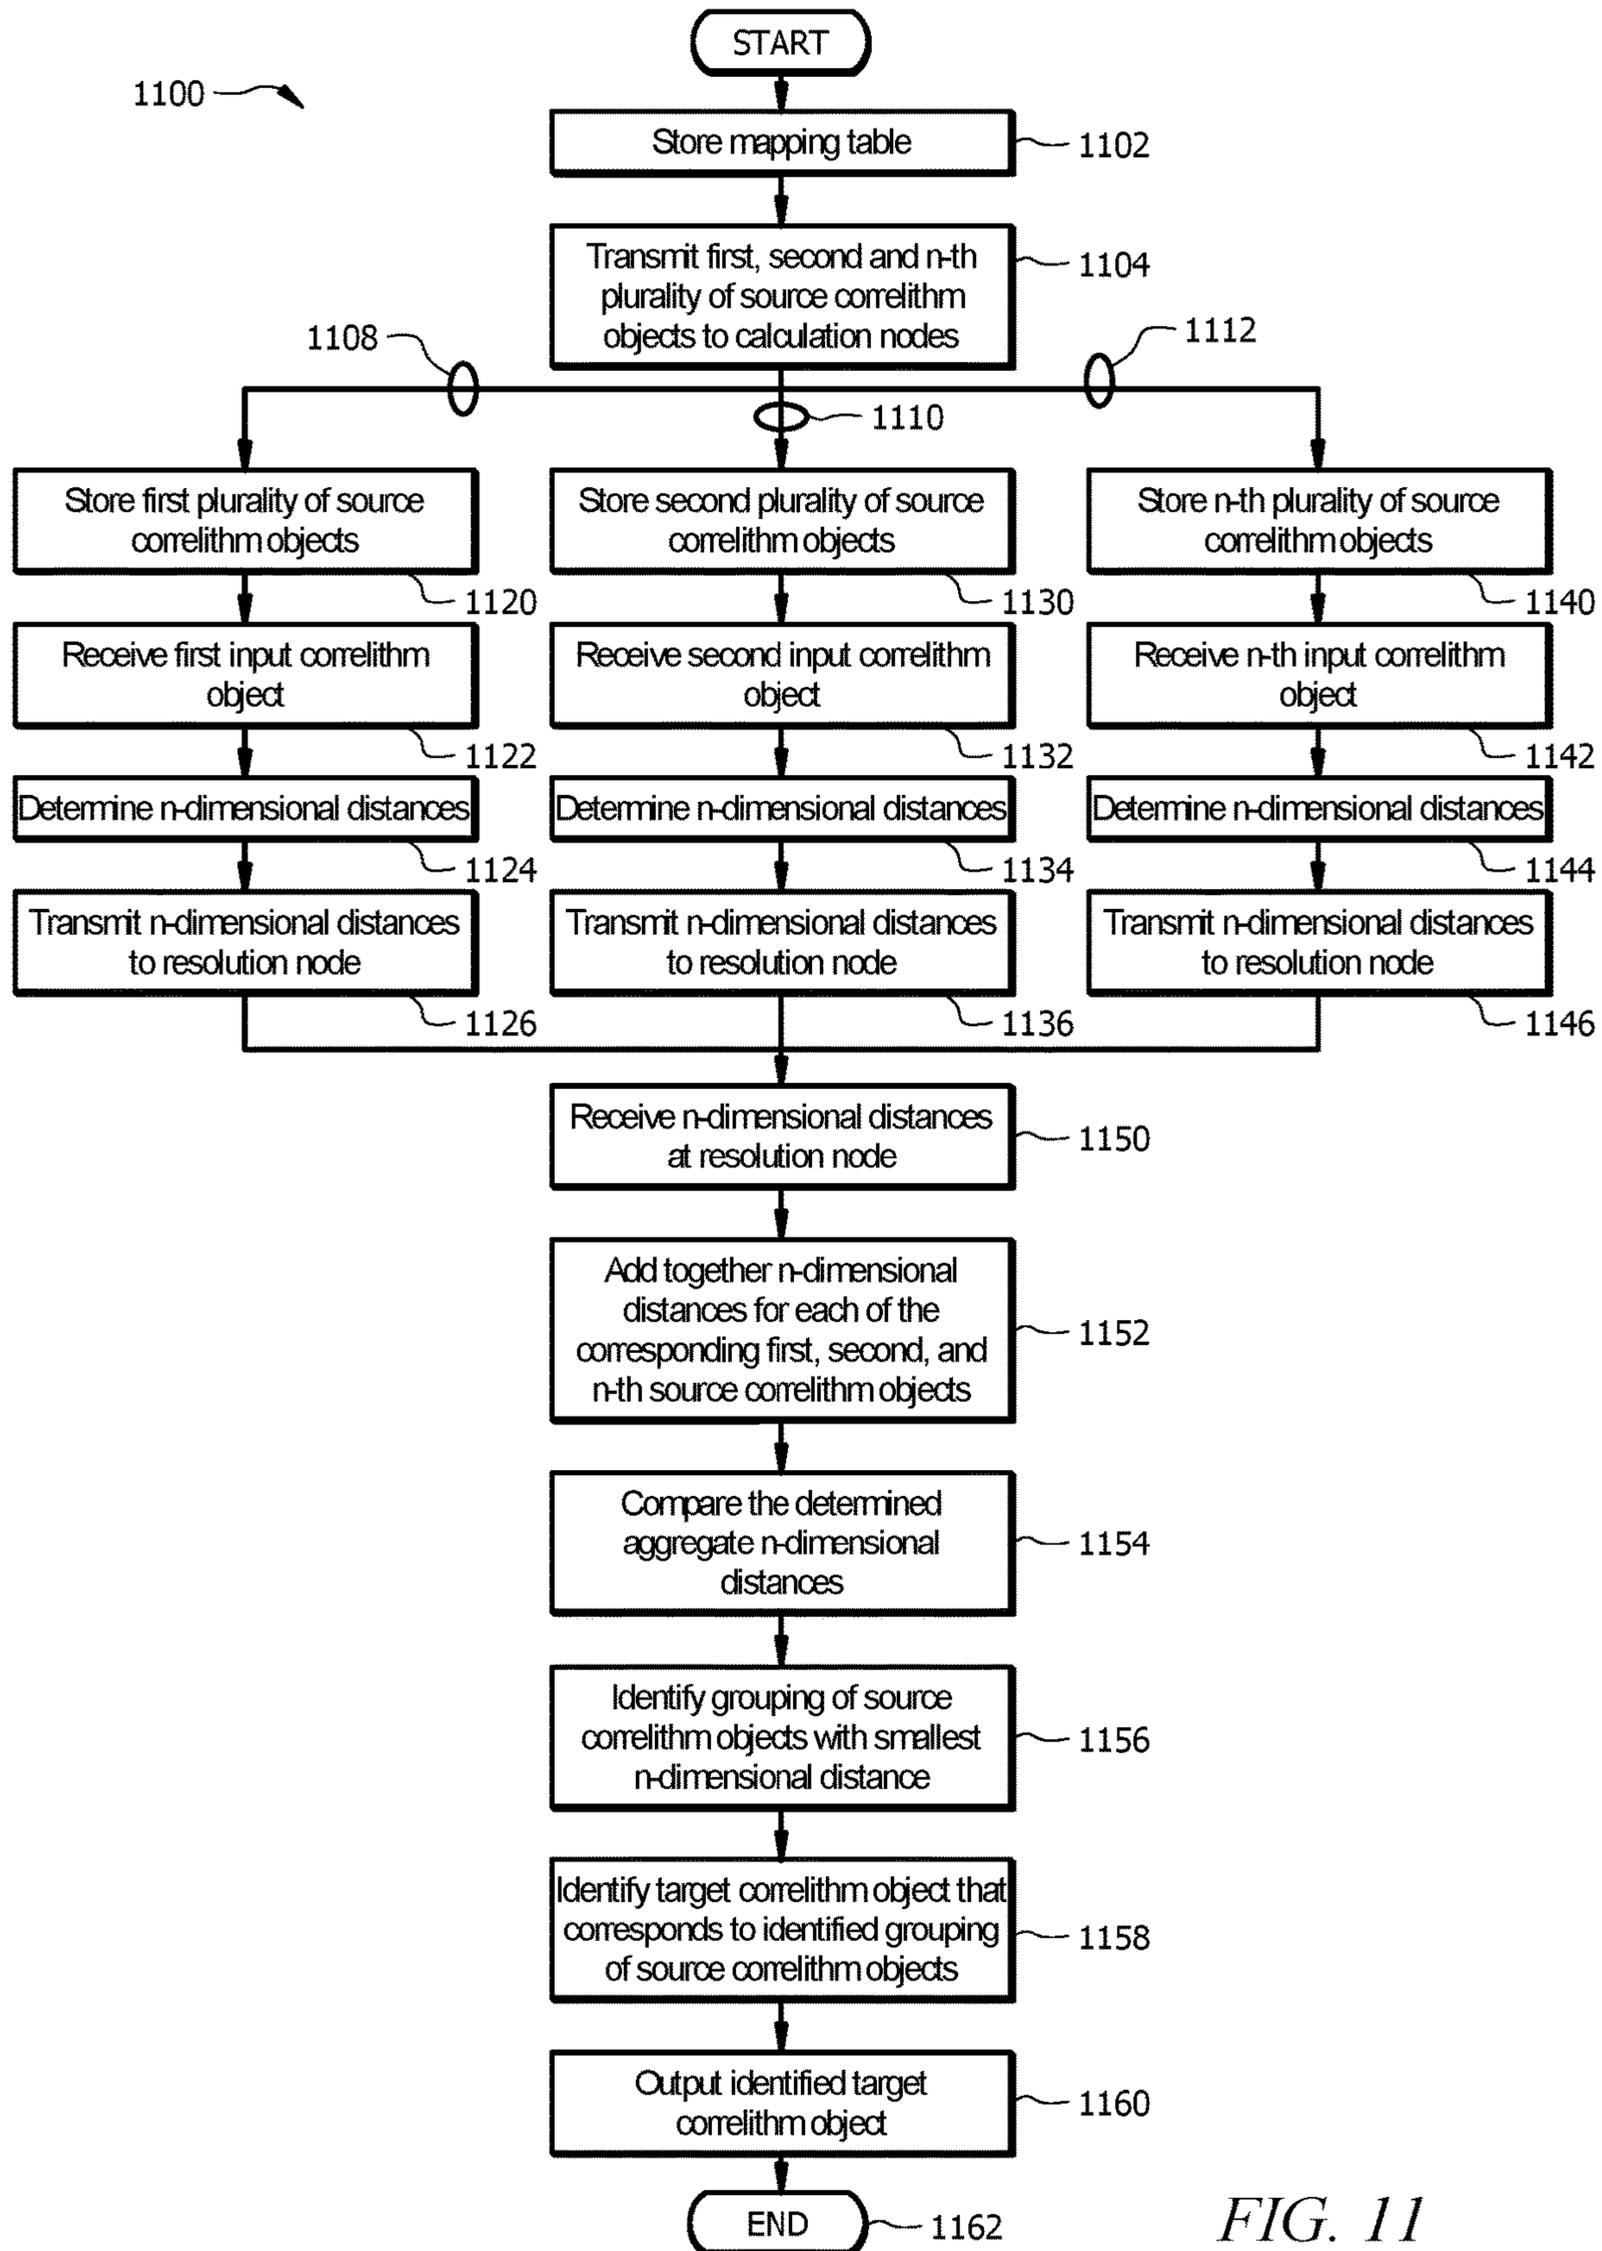 START
1100
Store mapping table
1102
Transmit first, second and n-th
plurality of source correlithm
objects to calculation nodes
1104
1108
1110
1112
Store first plurality of source
correlithm objects
1120
Store second plurality of source
correlithm objects
1130
Store n-th plurality of source
correlithm objects
1140
Receive first input correlithm
object
1122
Receive second input correlithm
object
1132
Receive n-th input correlithm
object
1142
Determine n-dimensional distances
1124
Determine n-dimensional distances
1134
Determine n-dimensional distances
1144
Transmit n-dimensional distances
to resolution node
1126
Transmit n-dimensional distances
to resolution node
1136
Transmit n-dimensional distances
to resolution node
1146
Receive n-dimensional distances
at resolution node
1150
Add together n-dimensional
distances for each of the
corresponding first, second, and
n-th source correlithm objects
1152
Compare the determined
aggregate n-dimensional
distances
1154
Identify grouping of source
correlithm objects with smallest
n-dimensional distance
1156
Identify target correlithm object that
corresponds to identified grouping
of source correlithm objects
1158
Output identified target
correlithm object
1160
END
1162
FIG. 11